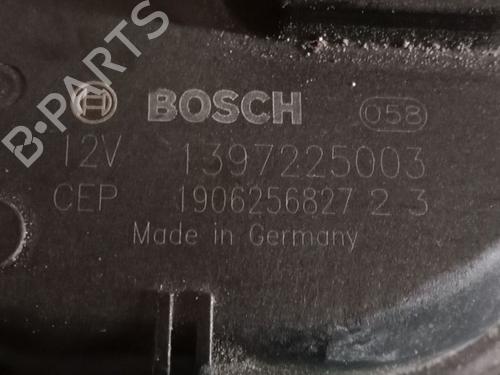 B-PARTS
BOSCH 058
12V 1397225003
CEP 1906256827 2 3
Made in Germany